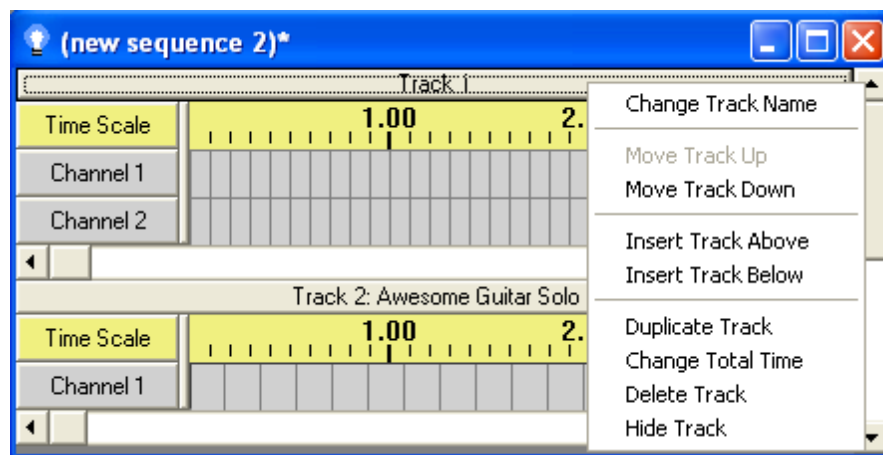 (new sequence 2)*
Track 1
Time Scale
1.00
2.
Channel 1
Channel 2
Track 2: Awesome Guitar Solo
Time Scale
1.00
2.
Channel 1
Change Track Name
Move Track Up
Move Track Down
Insert Track Above
Insert Track Below
Duplicate Track
Change Total Time
Delete Track
Hide Track